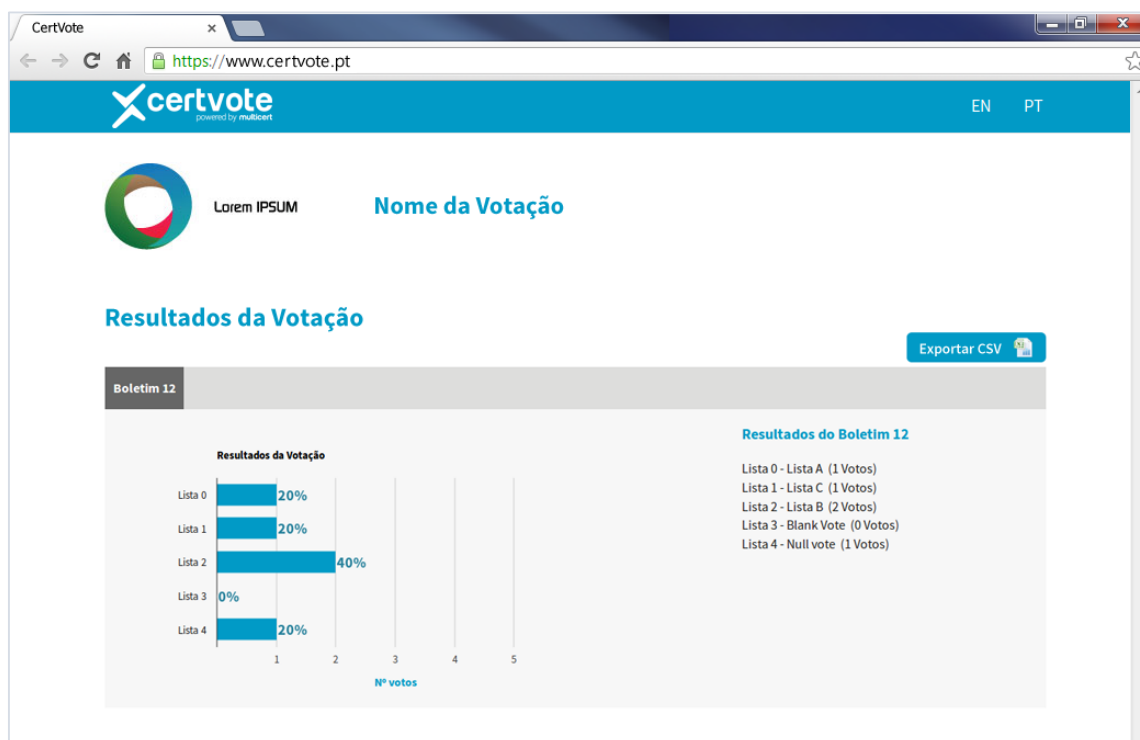 CertVote
https://www.certvote.pt
certvote
powered by multicert
EN PT
Lorem IPSUM
Nome da Votação
Resultados da Votação
Exportar CSV
Boletim 12
Resultados da Votação
Lista 0 20%
Lista 1 20%
Lista 2 40%
Lista 3 0%
Lista 4 20%
1 2 3 4 5
Nº votos
Resultados do Boletim 12
Lista 0 - Lista A (1 Votos)
Lista 1 - Lista C (1 Votos)
Lista 2 - Lista B (2 Votos)
Lista 3 - Blank Vote (0 Votos)
Lista 4 - Null vote (1 Votos)